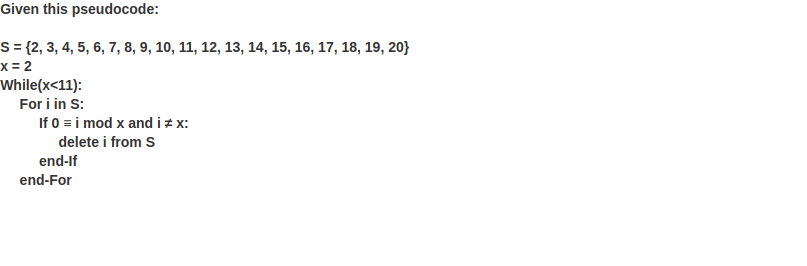 Given this pseudocode:
S = {2, 3, 4, 5, 6, 7, 8, 9, 10, 11, 12, 13, 14, 15, 16, 17, 18, 19, 20}
x = 2
While(x<11):
For i in S:
If 0 ≡ i mod x and i ≠ x:
delete i from S
end-If
end-For